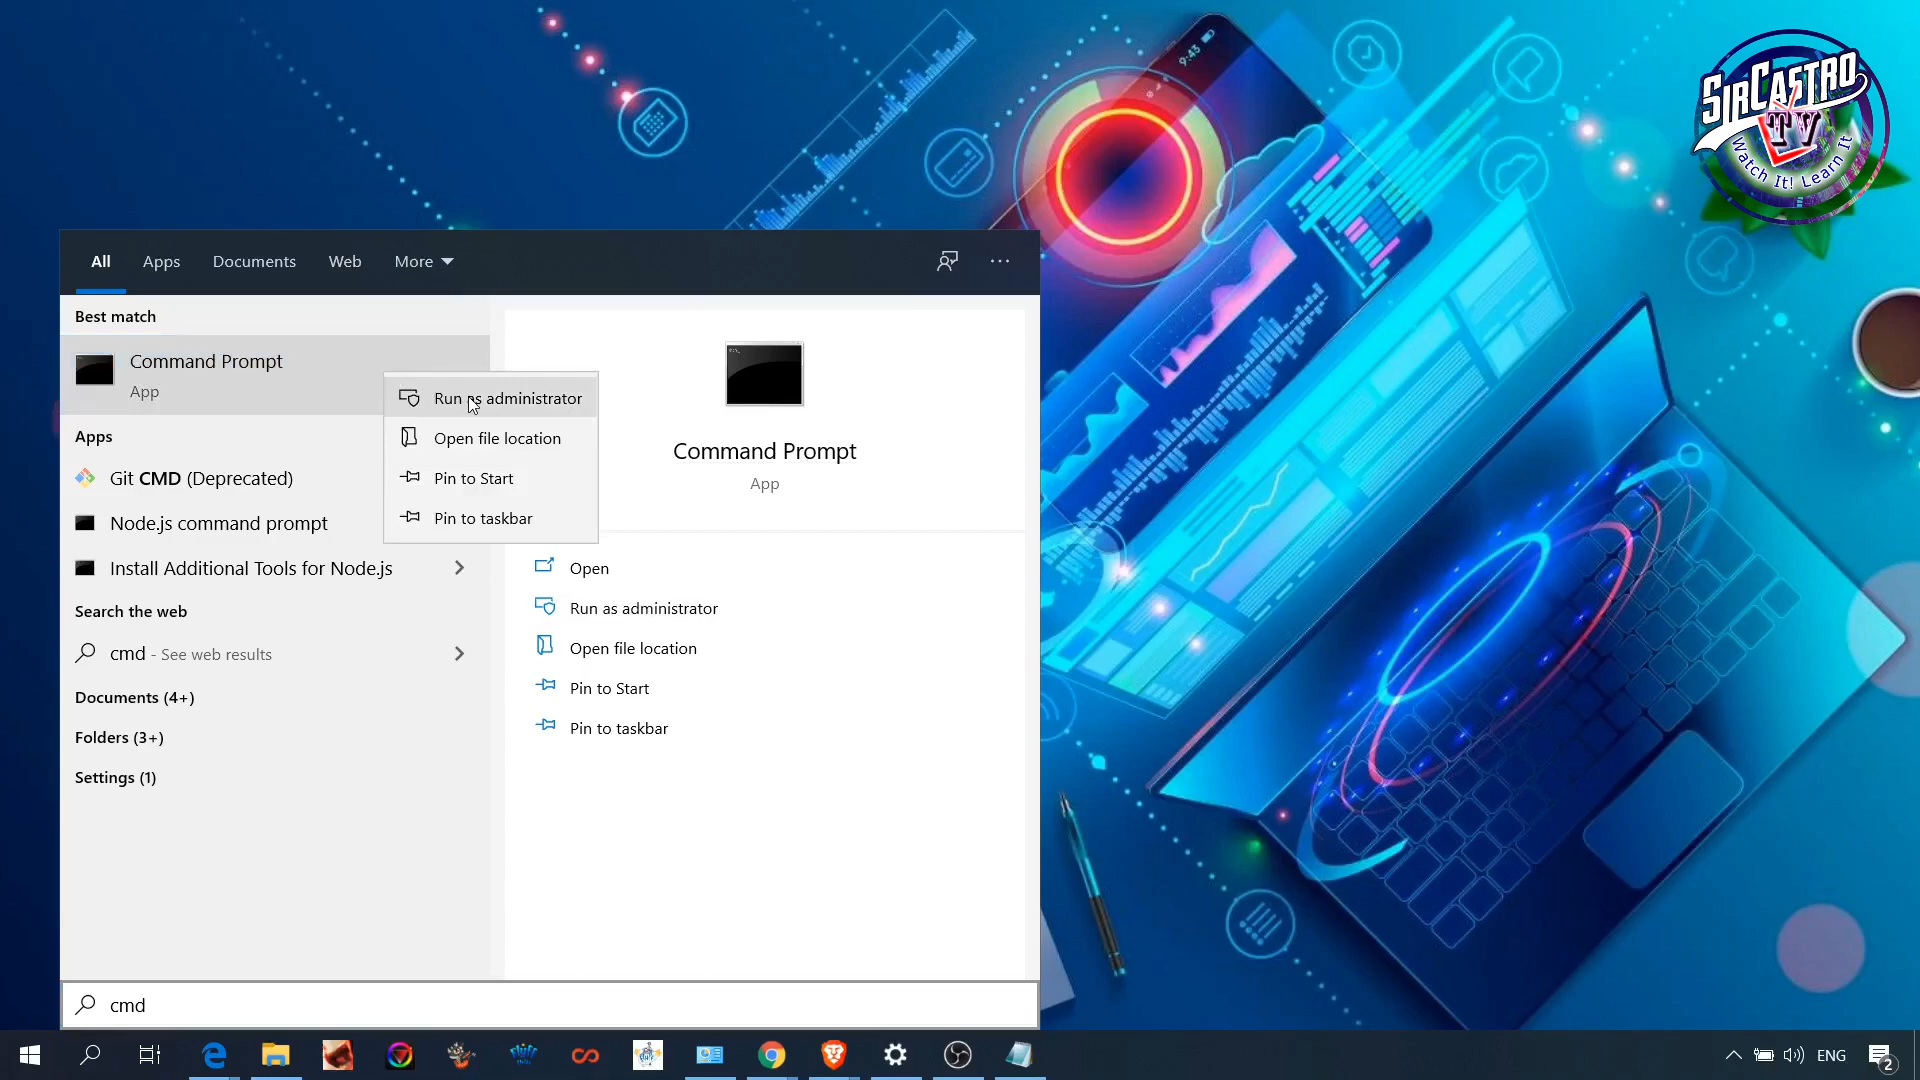 9:43
SIRCASTRO
TV
Watch It! Learn It
All
Apps
Documents
Web
More
Best match
Command Prompt
App
Apps
Git CMD (Deprecated)
Node.js command prompt
Install Additional Tools for Node.js
Search the web
cmd - See web results
Documents (4+)
Folders (3+)
Settings (1)
Run as administrator
Open file location
Pin to Start
Pin to taskbar
Command Prompt
App
Open
Run as administrator
Open file location
Pin to Start
Pin to taskbar
cmd
ENG
2